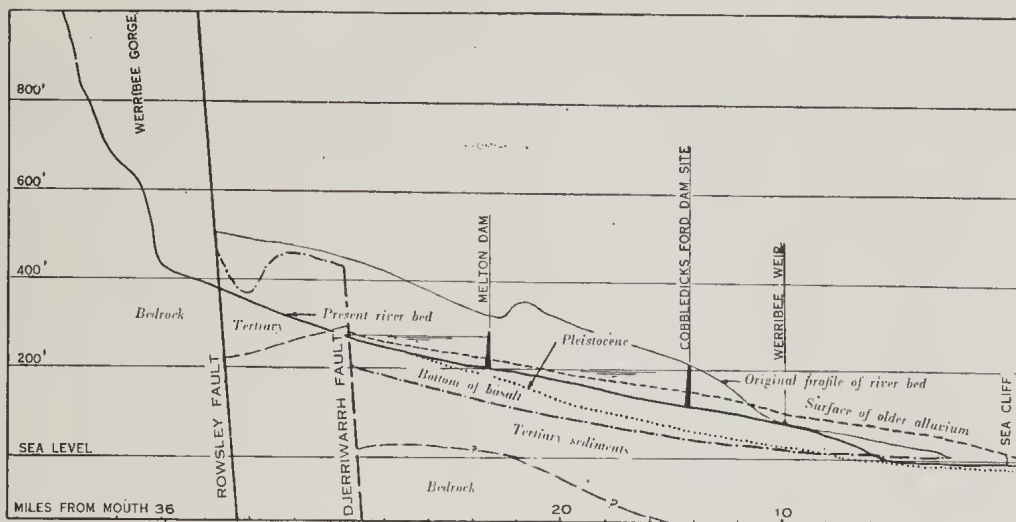 800'
WERRIBEE GORGE
600'
400'
MELTON DAM
COBBLEDICKS FORD DAM SITE
WERRIBEE WEIR
Bedrock
Tertiary
Present river bed
Pleistocene
200'
Bottom of basalt
Original profile of river bed
Surface of older alluvium
SEA CLIFF
ROWSLEY FAULT
DJERRIWARRH FAULT
Tertiary sediments
SEA LEVEL
?
Bedrock
?
MILES FROM MOUTH 36
20
10